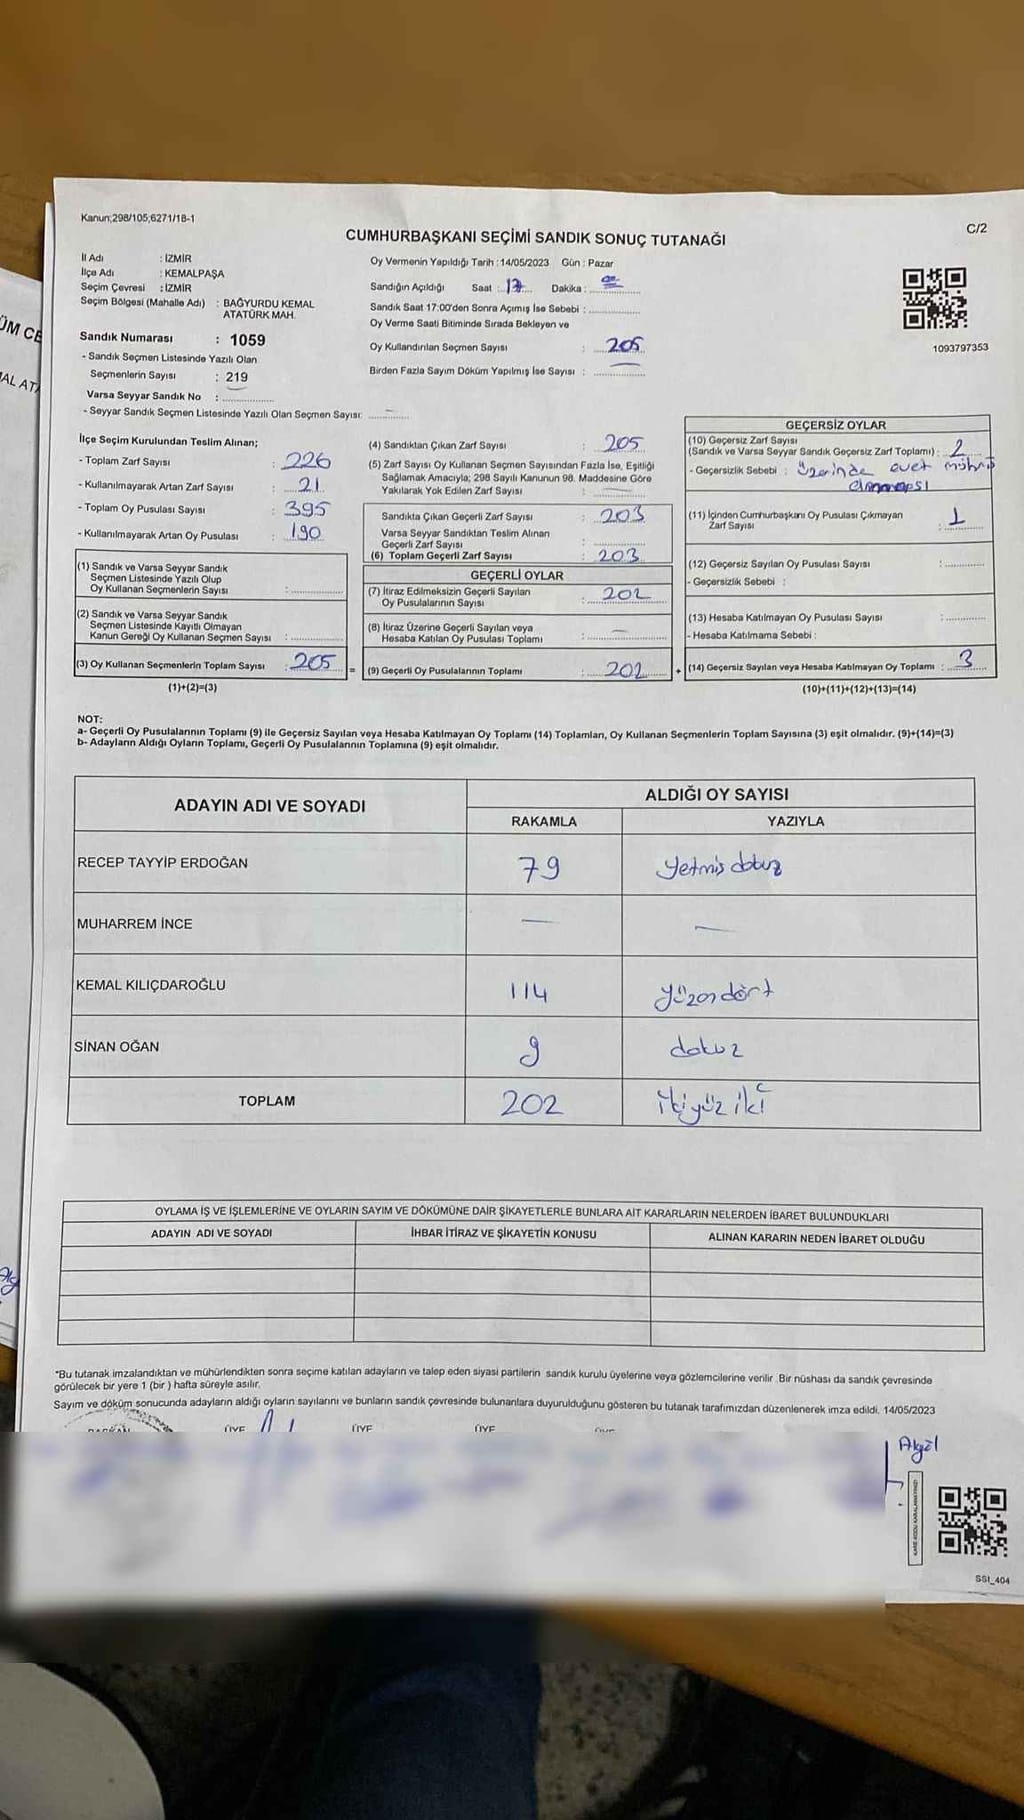 Kanun;298/105;6271/18-1
C/2
CUMHURBAŞKANI SEÇİMİ SANDIK SONUÇ TUTANAĞI
İl Adı : İZMİR
İlçe Adı : KEMALPAŞA
Seçim Çevresi : İZMİR
Seçim Bölgesi (Mahalle Adı) : BAĞYURDU KEMAL
ATATÜRK MAH.
Sandık Numarası : 1059
- Sandık Seçmen Listesinde Yazılı Olan
Seçmenlerin Sayısı : 219
Varsa Seyyar Sandık No :
- Seyyar Sandık Seçmen Listesinde Yazılı Olan Seçmen Sayısı: —
Oy Vermenin Yapıldığı Tarih : 14/05/2023 Gün : Pazar
Sandığın Açıldığı Saat : 17 Dakika :
Sandık Saat 17:00'den Sonra Açımış İse Sebebi :
Oy Verme Saati Bitiminde Sırada Bekleyen ve
Oy Kullandırılan Seçmen Sayısı : 205
Birden Fazla Sayım Döküm Yapılmış İse Sayısı :
1093797353
İlçe Seçim Kurulundan Teslim Alınan;
- Toplam Zarf Sayısı : 226
- Kullanılmayarak Artan Zarf Sayısı : 21
- Toplam Oy Pusulası Sayısı : 395
- Kullanılmayarak Artan Oy Pusulası : 190
(1) Sandık ve Varsa Seyyar Sandık
Seçmen Listesinde Yazılı Olup
Oy Kullanan Seçmenlerin Sayısı :
(2) Sandık ve Varsa Seyyar Sandık
Seçmen Listesinde Kayıtlı Olmayan
Kanun Gereği Oy Kullanan Seçmen Sayısı :
(3) Oy Kullanan Seçmenlerin Toplam Sayısı : 205 =
(1)+(2)=(3)
(4) Sandıktan Çıkan Zarf Sayısı : 205
(5) Zarf Sayısı Oy Kullanan Seçmen Sayısından Fazla İse, Eşitliği
Sağlamak Amacıyla; 298 Sayılı Kanunun 98. Maddesine Göre
Yakılarak Yok Edilen Zarf Sayısı : —
Sandıkta Çıkan Geçerli Zarf Sayısı : 203
Varsa Seyyar Sandıktan Teslim Alınan
Geçerli Zarf Sayısı :
(6) Toplam Geçerli Zarf Sayısı : 203
GEÇERLİ OYLAR
(7) İtiraz Edilmeksizin Geçerli Sayılan
Oy Pusulalarının Sayısı : 202
(8) İtiraz Üzerine Geçerli Sayılan veya
Hesaba Katılan Oy Pusulası Toplamı : —
(9) Geçerli Oy Pusulalarının Toplamı : 202 +
GEÇERSİZ OYLAR
(10) Geçersiz Zarf Sayısı
(Sandık ve Varsa Seyyar Sandık Geçersiz Zarf Toplamı) : 2
- Geçersizlik Sebebi : üzerinde evet mührü
(11) İçinden Cumhurbaşkanı Oy Pusulası Çıkmayan
Zarf Sayısı : 1
(12) Geçersiz Sayılan Oy Pusulası Sayısı :
- Geçersizlik Sebebi :
(13) Hesaba Katılmayan Oy Pusulası Sayısı :
- Hesaba Katılmama Sebebi :
(14) Geçersiz Sayılan veya Hesaba Katılmayan Oy Toplamı : 3
(10)+(11)+(12)+(13)=(14)
NOT:
a- Geçerli Oy Pusulalarının Toplamı (9) ile Geçersiz Sayılan veya Hesaba Katılmayan Oy Toplamı (14) Toplamları, Oy Kullanan Seçmenlerin Toplam Sayısına (3) eşit olmalıdır. (9)+(14)=(3)
b- Adayların Aldığı Oyların Toplamı, Geçerli Oy Pusulalarının Toplamına (9) eşit olmalıdır.
ADAYIN ADI VE SOYADI
ALDIĞI OY SAYISI
RAKAMLA YAZIYLA
RECEP TAYYİP ERDOĞAN 79 Yetmiş dokuz
MUHARREM İNCE — —
KEMAL KILIÇDAROĞLU 114 yüzondört
SİNAN OĞAN 9 dokuz
TOPLAM 202 ikiyüz iki
OYLAMA İŞ VE İŞLEMLERİNE VE OYLARIN SAYIM VE DÖKÜMÜNE DAİR ŞİKAYETLERLE BUNLARA AİT KARARLARIN NELERDEN İBARET BULUNDUKLARI
ADAYIN ADI VE SOYADI İHBAR İTİRAZ VE ŞİKAYETİN KONUSU ALINAN KARARIN NEDEN İBARET OLDUĞU
*Bu tutanak imzalandıktan ve mühürlendikten sonra seçime katılan adayların ve talep eden siyasi partilerin sandık kurulu üyelerine veya gözlemcilerine verilir .Bir nüshası da sandık çevresinde
görülecek bir yere 1 (bir ) hafta süreyle asılır.
Sayım ve döküm sonucunda adayların aldığı oyların sayılarını ve bunların sandık çevresinde bulunanlara duyurulduğunu gösteren bu tutanak tarafımızdan düzenlenerek imza edildi. 14/05/2023
ÜYE ÜYE ÜYE
SSI_404